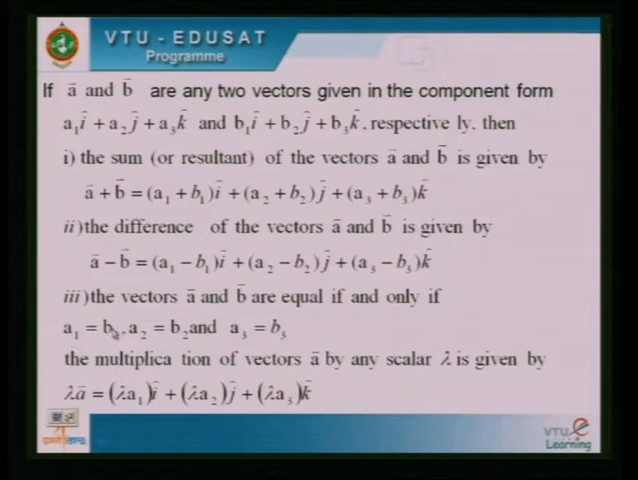 VTU - EDUSAT
Programme
If ā and b̄ are any two vectors given in the component form
a₁ī + a₂j̄ + a₃k̄ and b₁ī + b₂j̄ + b₃k̄, respective ly, then
i) the sum (or resultant) of the vectors ā and b̄ is given by
ā + b̄ = (a₁ + b₁)ī + (a₂ + b₂)j̄ + (a₃ + b₃)k̄
ii)the difference of the vectors ā and b̄ is given by
ā − b̄ = (a₁ − b₁)ī + (a₂ − b₂)j̄ + (a₃ − b₃)k̄
iii)the vectors ā and b̄ are equal if and only if
a₁ = b₁, a₂ = b₂and a₃ = b₃
the multiplica tion of vectors ā by any scalar λ is given by
λā = (λa₁)ī + (λa₂)j̄ + (λa₃)k̄
VTU e
Learning